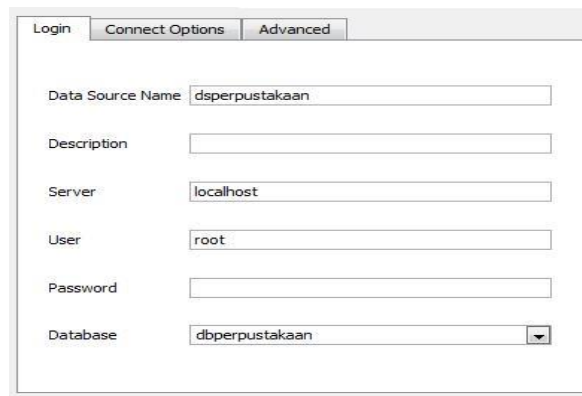 Login Connect Options Advanced
Data Source Name dsperpustakaan
Description
Server localhost
User root
Password
Database dbperpustakaan